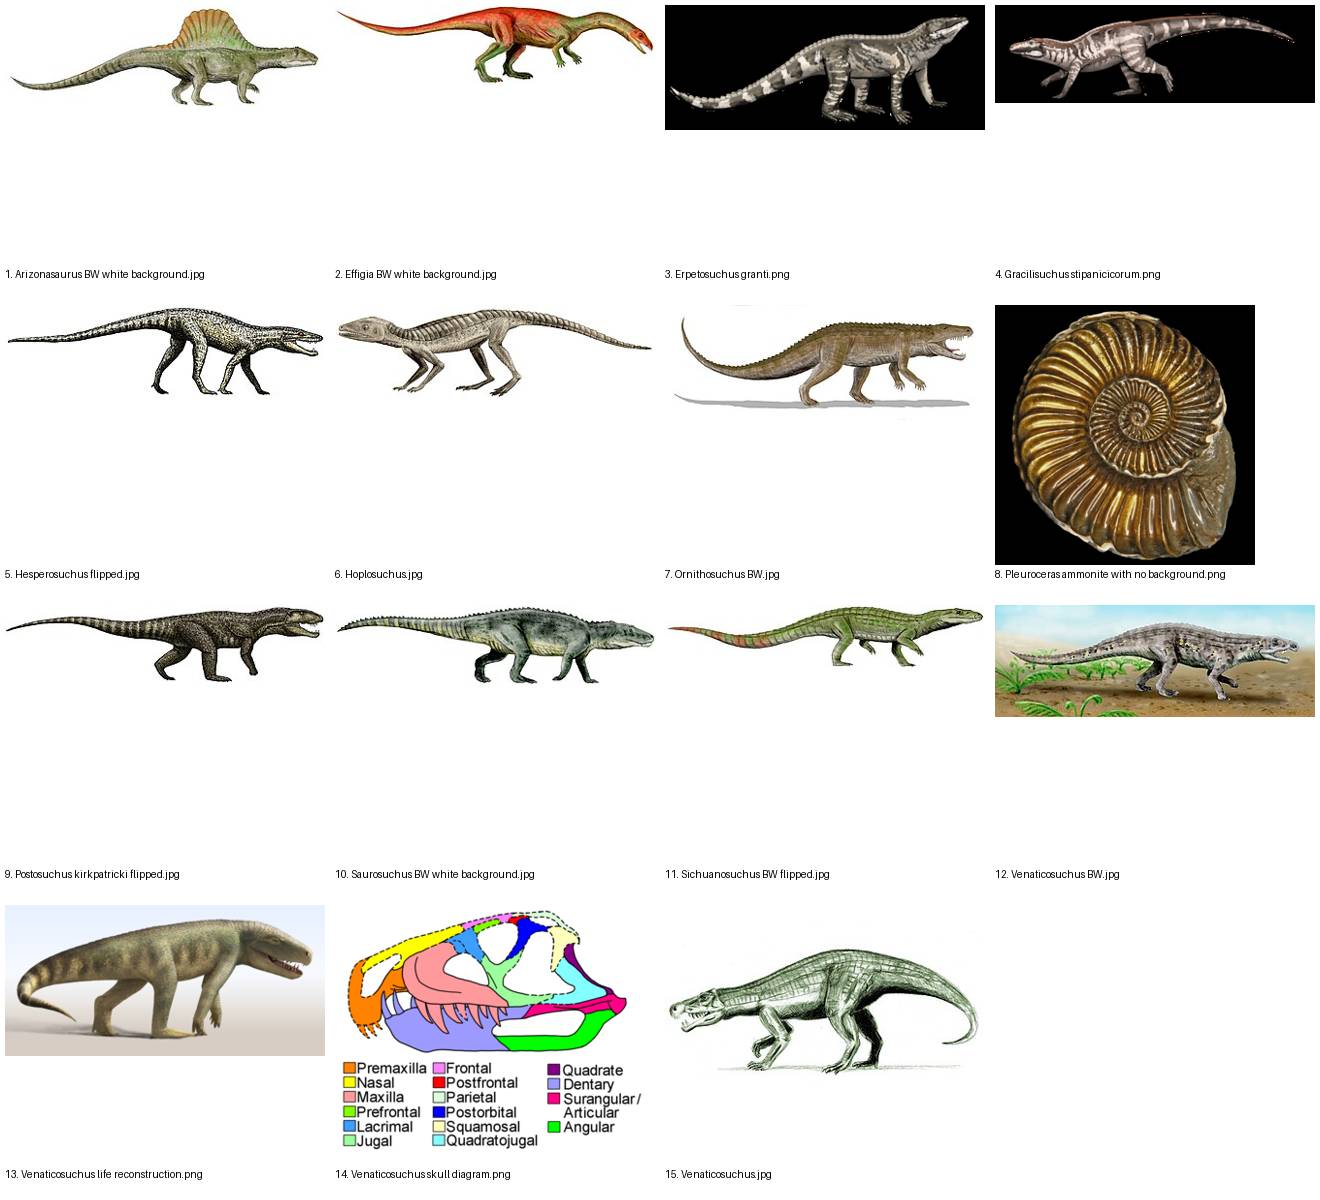 1. Arizonasaurus BW white background.jpg
2. Effigia BW white background.jpg
3. Erpetosuchus granti.png
4. Gracilisuchus stipanicicorum.png
5. Hesperosuchus flipped.jpg
6. Hoplosuchus.jpg
7. Ornithosuchus BW.jpg
8. Pleuroceras ammonite with no background.png
9. Postosuchus kirkpatricki flipped.jpg
10. Saurosuchus BW white background.jpg
11. Sichuanosuchus BW flipped.jpg
12. Venaticosuchus BW.jpg
Premaxilla
Nasal
Maxilla
Prefrontal
Lacrimal
Jugal
Frontal
Postfrontal
Parietal
Postorbital
Squamosal
Quadratojugal
Quadrate
Dentary
Surangular/
Articular
Angular
13. Venaticosuchus life reconstruction.png
14. Venaticosuchus skull diagram.png
15. Venaticosuchus.jpg